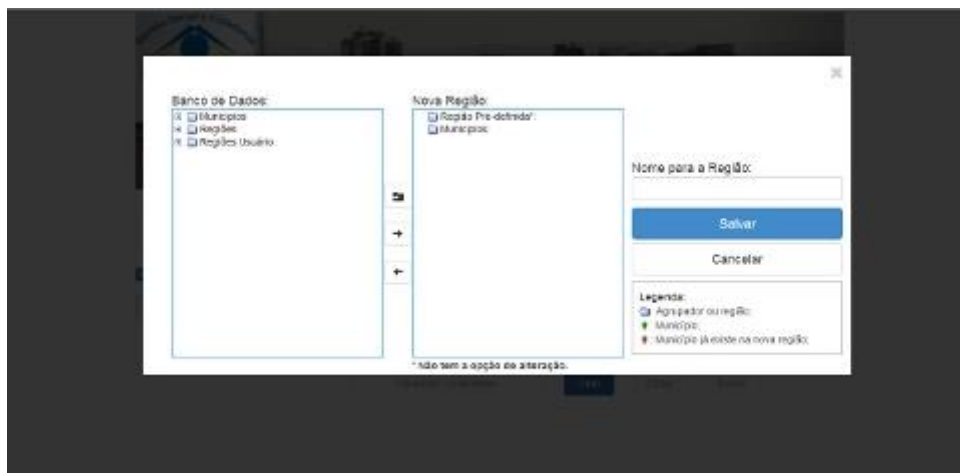 Banco de Dados:
Municípios
Regiões
Regiões Usuário
Nova Região:
Região Pre-definida*:
Municípios
Nome para a Região:
Salvar
Cancelar
Legenda:
Agrupador ou região;
Município;
Município já existe na nova região;
* Não tem a opção de alteração.